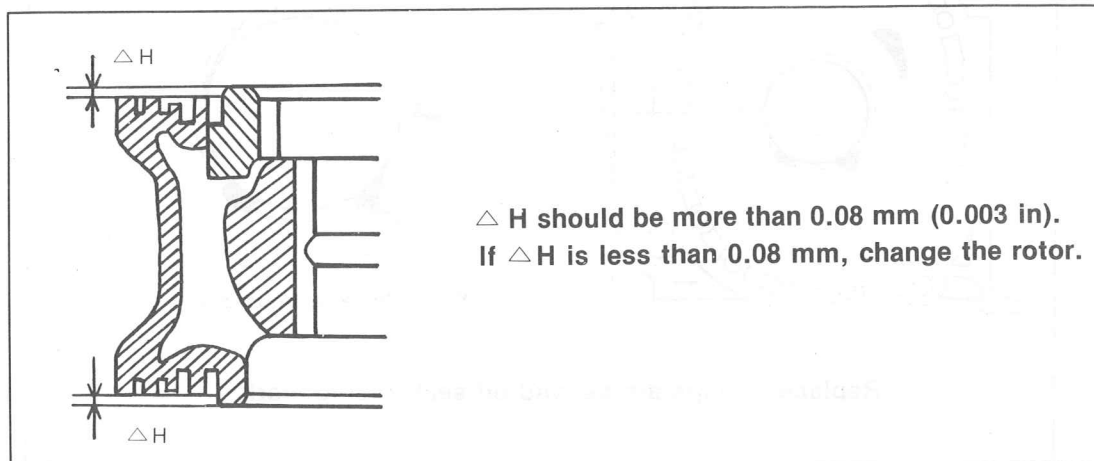 △ H
△ H should be more than 0.08 mm (0.003 in).
If △H is less than 0.08 mm, change the rotor.
△ H